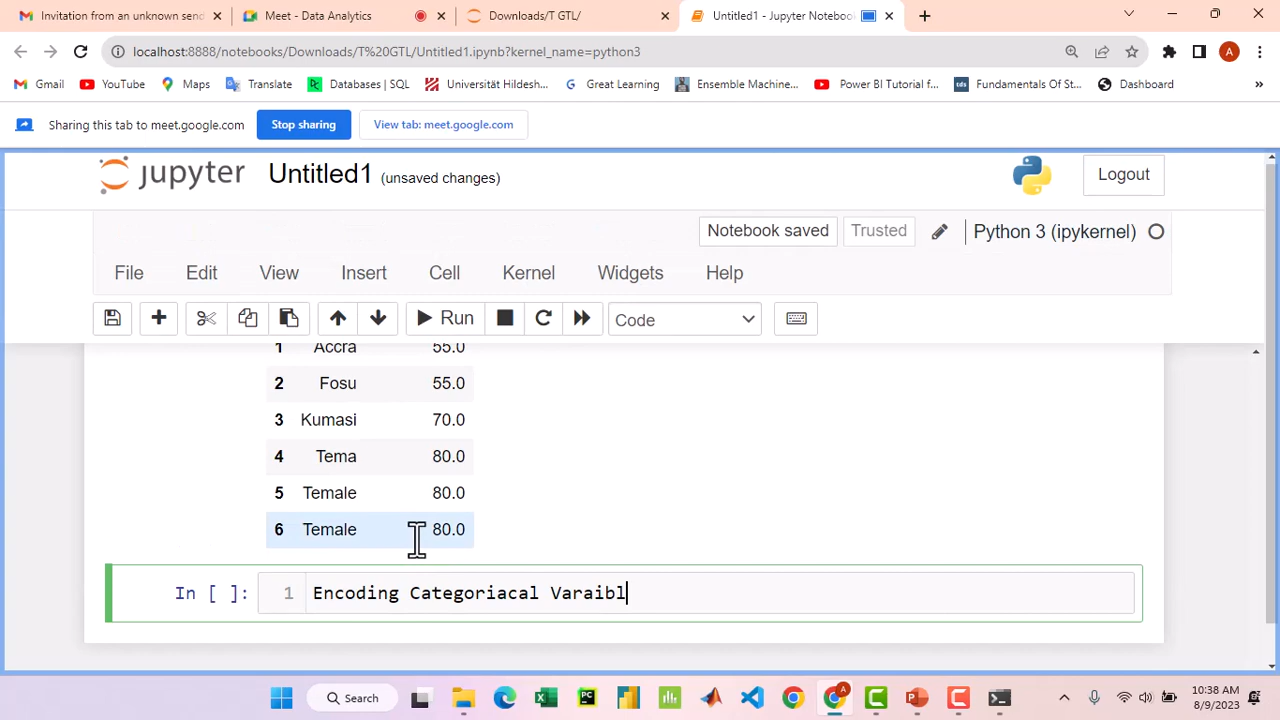 Invitation from an unknown send
Meet - Data Analytics
Downloads/T GTL/
Untitled1 - Jupyter Notebook
localhost:8888/notebooks/Downloads/T%20GTL/Untitled1.ipynb?kernel_name=python3
A
Gmail YouTube Maps Translate Databases | SQL Universität Hildesh... Great Learning Ensemble Machine... Power BI Tutorial f... tds Fundamentals Of St... Dashboard »
Sharing this tab to meet.google.com Stop sharing View tab: meet.google.com
jupyter Untitled1 (unsaved changes) Logout
Notebook saved Trusted Python 3 (ipykernel)
File Edit View Insert Cell Kernel Widgets Help
Run Code
1 Accra 55.0
2 Fosu 55.0
3 Kumasi 70.0
4 Tema 80.0
5 Temale 80.0
6 Temale 80.0
In [ ]: 1 Encoding Categoriacal Varaibl
Search
10:38 AM
8/9/2023